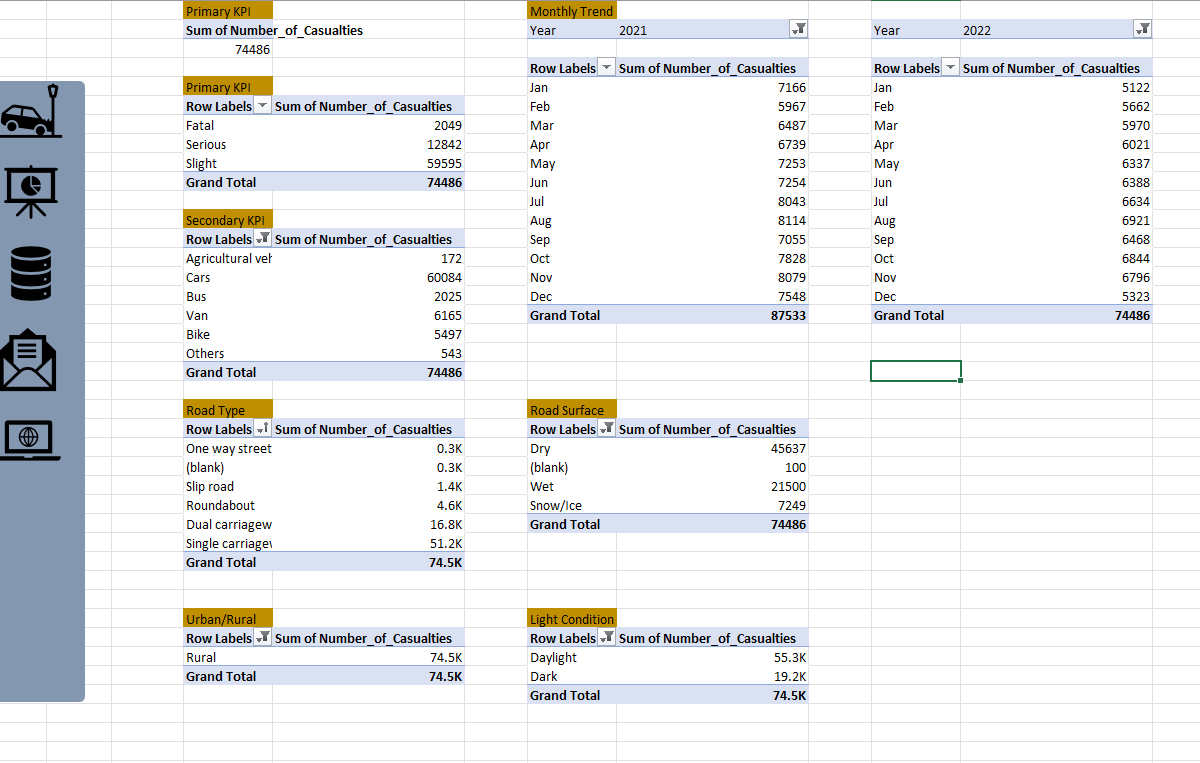 Primary KPI
Sum of Number_of_Casualties
74486
Primary KPI
Row Labels Sum of Number_of_Casualties
Fatal 2049
Serious 12842
Slight 59595
Grand Total 74486
Secondary KPI
Row Labels Sum of Number_of_Casualties
Agricultural veh 172
Cars 60084
Bus 2025
Van 6165
Bike 5497
Others 543
Grand Total 74486
Road Type
Row Labels Sum of Number_of_Casualties
One way street 0.3K
(blank) 0.3K
Slip road 1.4K
Roundabout 4.6K
Dual carriagew 16.8K
Single carriagev 51.2K
Grand Total 74.5K
Urban/Rural
Row Labels Sum of Number_of_Casualties
Rural 74.5K
Grand Total 74.5K
Monthly Trend
Year 2021
Row Labels Sum of Number_of_Casualties
Jan 7166
Feb 5967
Mar 6487
Apr 6739
May 7253
Jun 7254
Jul 8043
Aug 8114
Sep 7055
Oct 7828
Nov 8079
Dec 7548
Grand Total 87533
Road Surface
Row Labels Sum of Number_of_Casualties
Dry 45637
(blank) 100
Wet 21500
Snow/Ice 7249
Grand Total 74486
Light Condition
Row Labels Sum of Number_of_Casualties
Daylight 55.3K
Dark 19.2K
Grand Total 74.5K
Year 2022
Row Labels Sum of Number_of_Casualties
Jan 5122
Feb 5662
Mar 5970
Apr 6021
May 6337
Jun 6388
Jul 6634
Aug 6921
Sep 6468
Oct 6844
Nov 6796
Dec 5323
Grand Total 74486